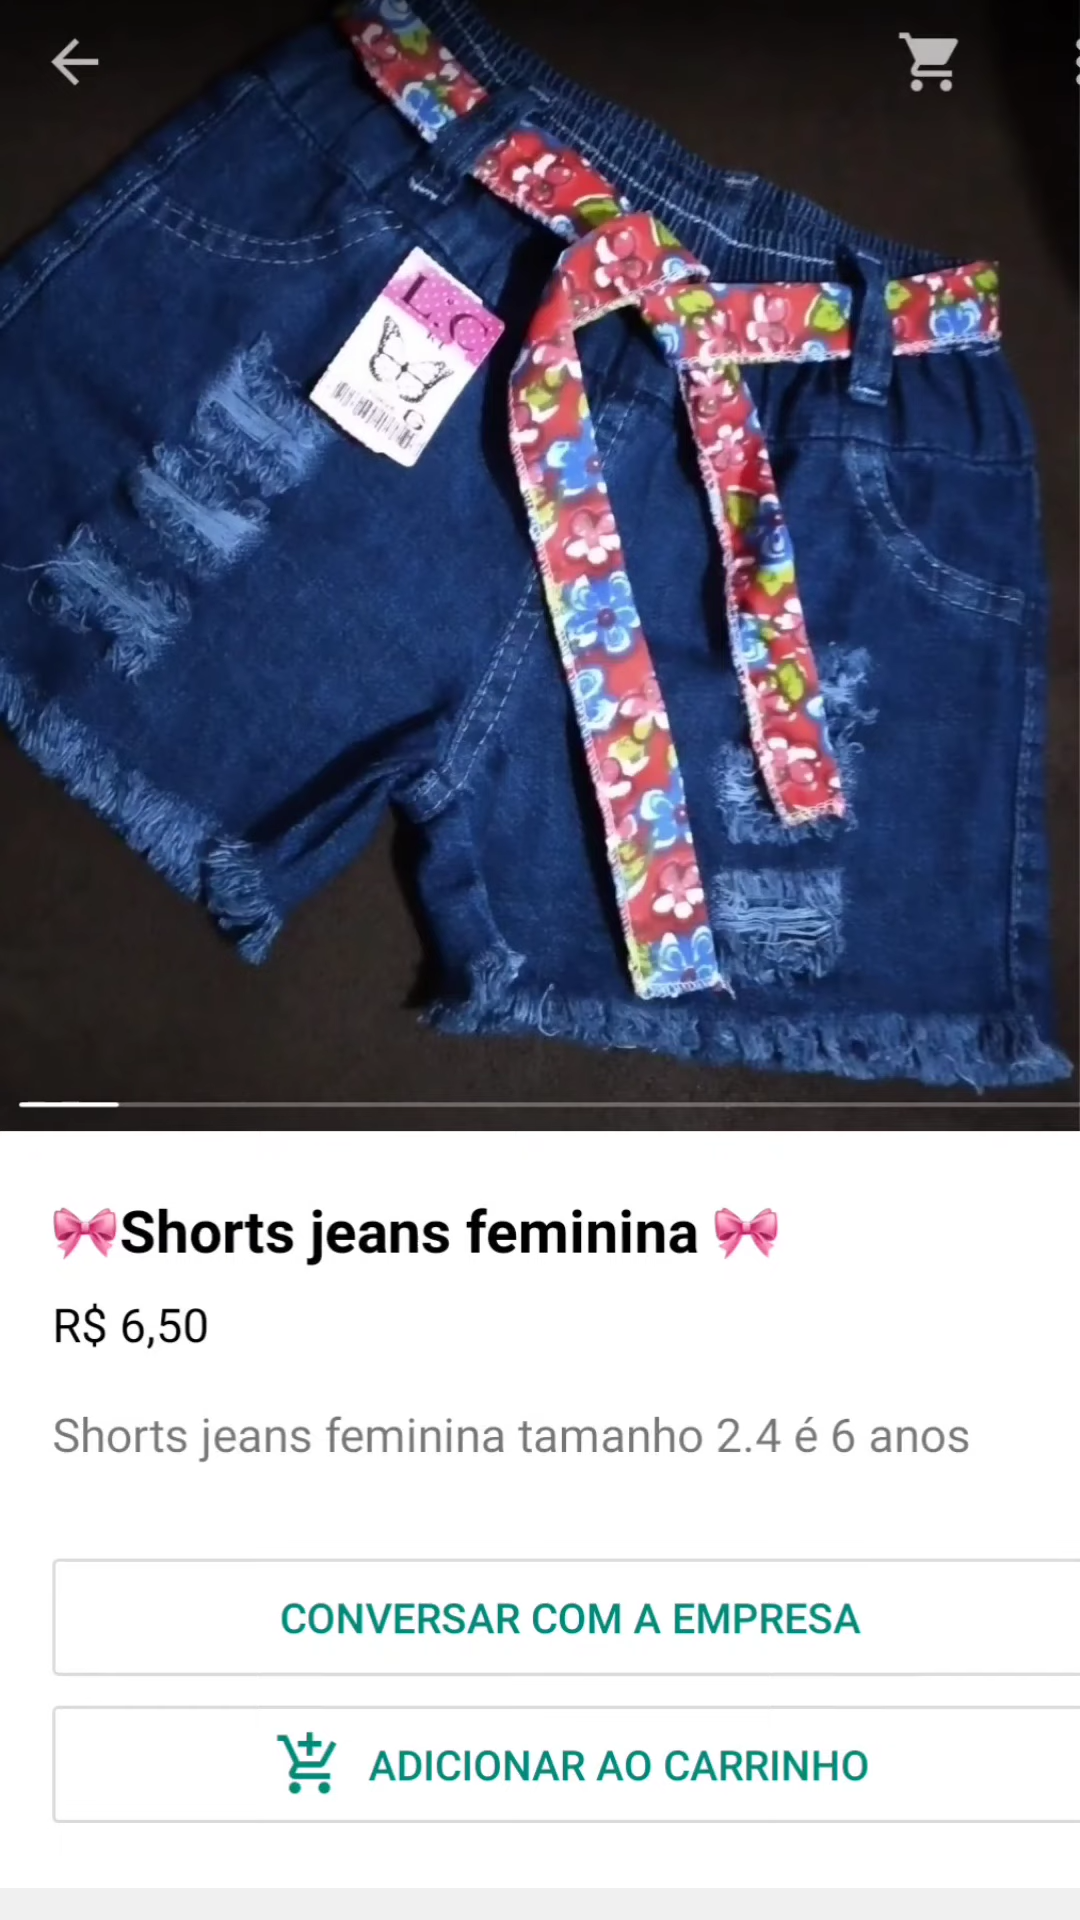 L.C
G
🎀Shorts jeans feminina 🎀
R$ 6,50
Shorts jeans feminina tamanho 2.4 é 6 anos
CONVERSAR COM A EMPRESA
ADICIONAR AO CARRINHO